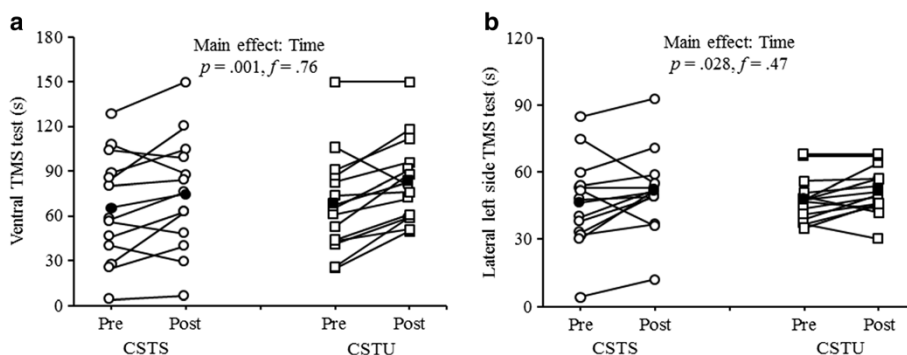 a
180
150
120
90
60
30
0
Ventral TMS test (s)
Main effect: Time
p = .001, f = .76
Pre
Post
Pre
Post
CSTS
CSTU
b
120
90
60
30
0
Lateral left side TMS test (s)
Main effect: Time
p = .028, f = .47
Pre
Post
Pre
Post
CSTS
CSTU